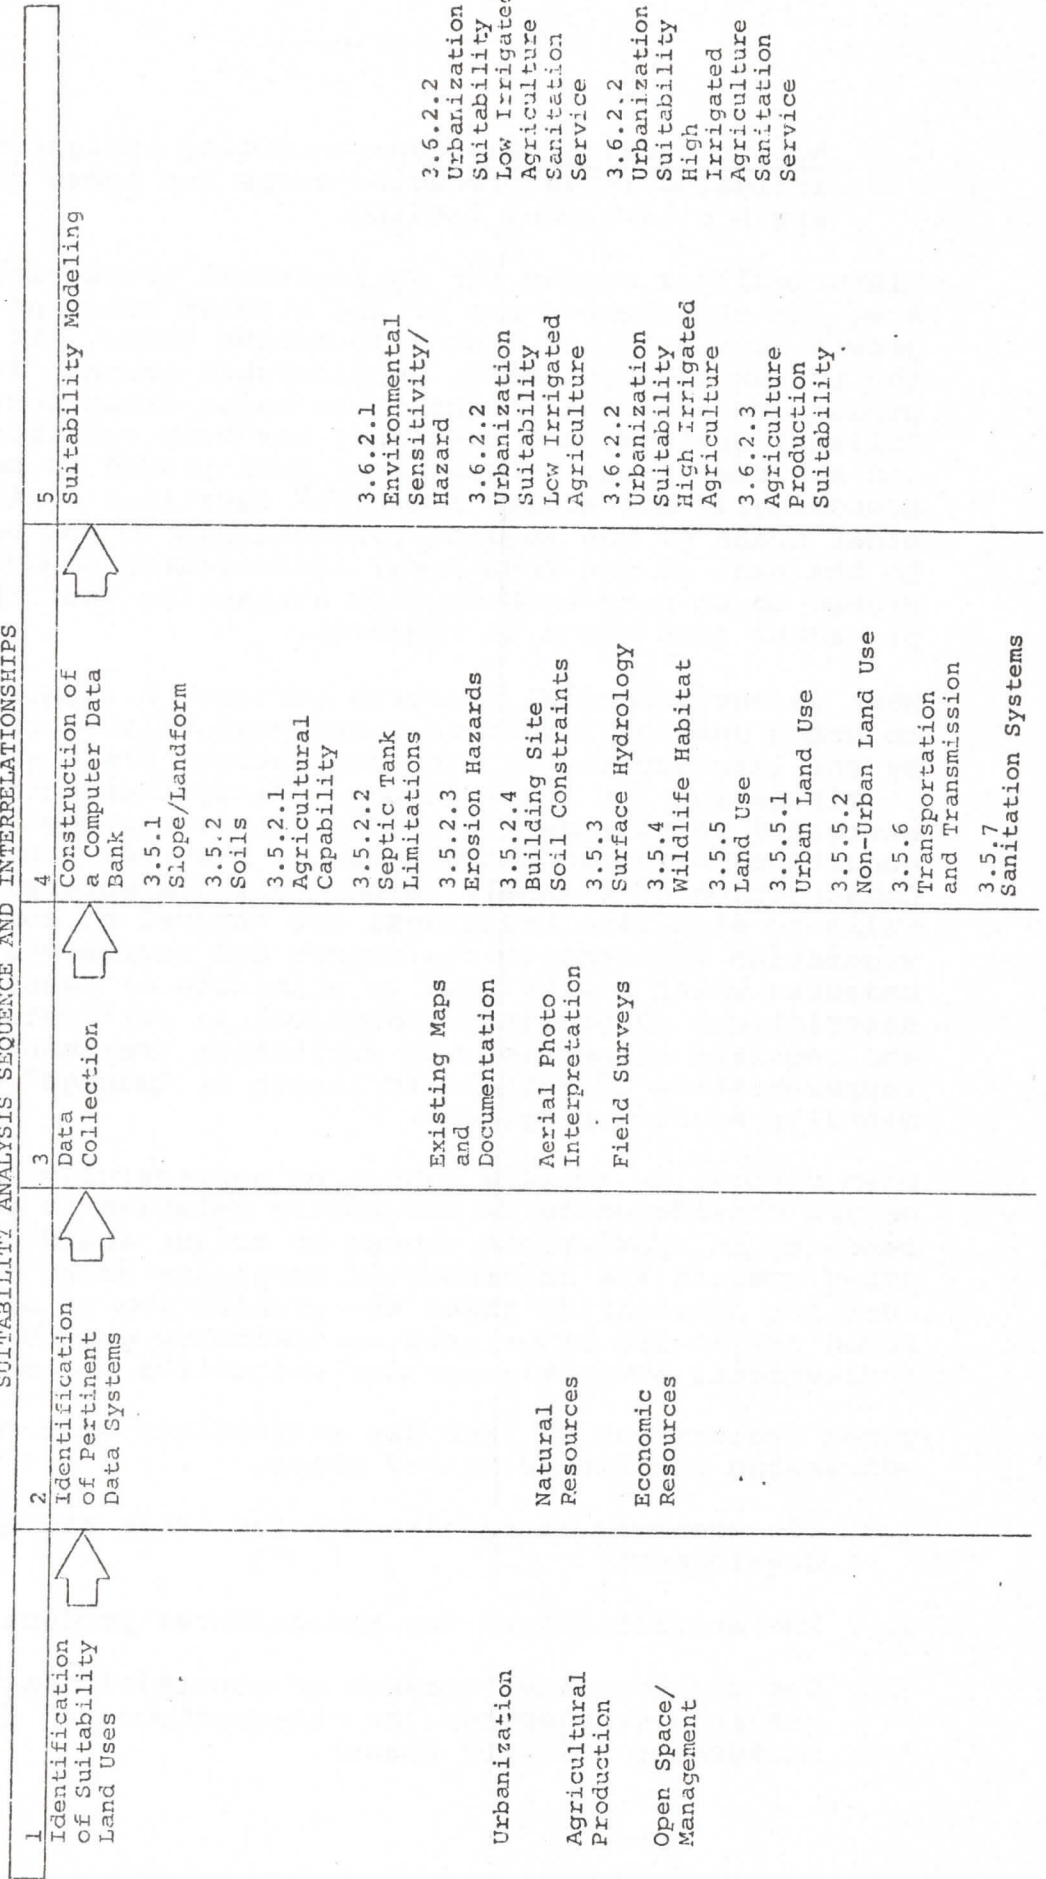 SUITABILITY ANALYSIS SEQUENCE AND INTERRELATIONSHIPS
1
Identification
of Suitability
Land Uses
Urbanization
Agricultural
Production
Open Space/
Management
2
Identification
of Pertinent
Data Systems
Natural
Resources
Economic
Resources
3
Data
Collection
Existing Maps
and
Documentation
Aerial Photo
Interpretation
Field Surveys
4
Construction of
a Computer Data
Bank
3.5.1
Slope/Landform
3.5.2
Soils
3.5.2.1
Agricultural
Capability
3.5.2.2
Septic Tank
Limitations
3.5.2.3
Erosion Hazards
3.5.2.4
Building Site
Soil Constraints
3.5.3
Surface Hydrology
3.5.4
Wildlife Habitat
3.5.5
Land Use
3.5.5.1
Urban Land Use
3.5.5.2
Non-Urban Land Use
3.5.6
Transportation
and Transmission
3.5.7
Sanitation Systems
5
Suitability Modeling
3.6.2.1
Environmental
Sensitivity/
Hazard
3.6.2.2
Urbanization
Suitability
Low Irrigated
Agriculture
3.6.2.2
Urbanization
Suitability
High Irrigated
Agriculture
3.6.2.3
Agriculture
Production
Suitability
3.6.2.2
Urbanization
Suitability
Low Irrigated
Agriculture
Sanitation
Service
3.6.2.2
Urbanization
Suitability
High
Irrigated
Agriculture
Sanitation
Service